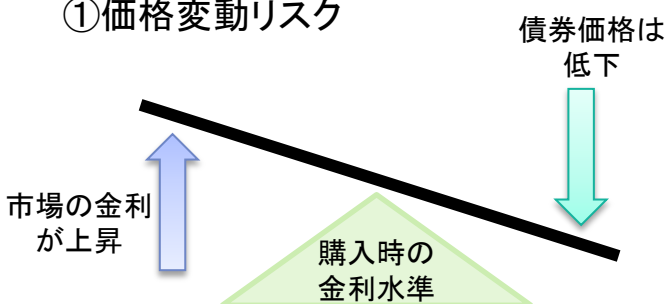 ①価格変動リスク
債券価格は
低下
市場の金利
が上昇
購入時の
金利水準